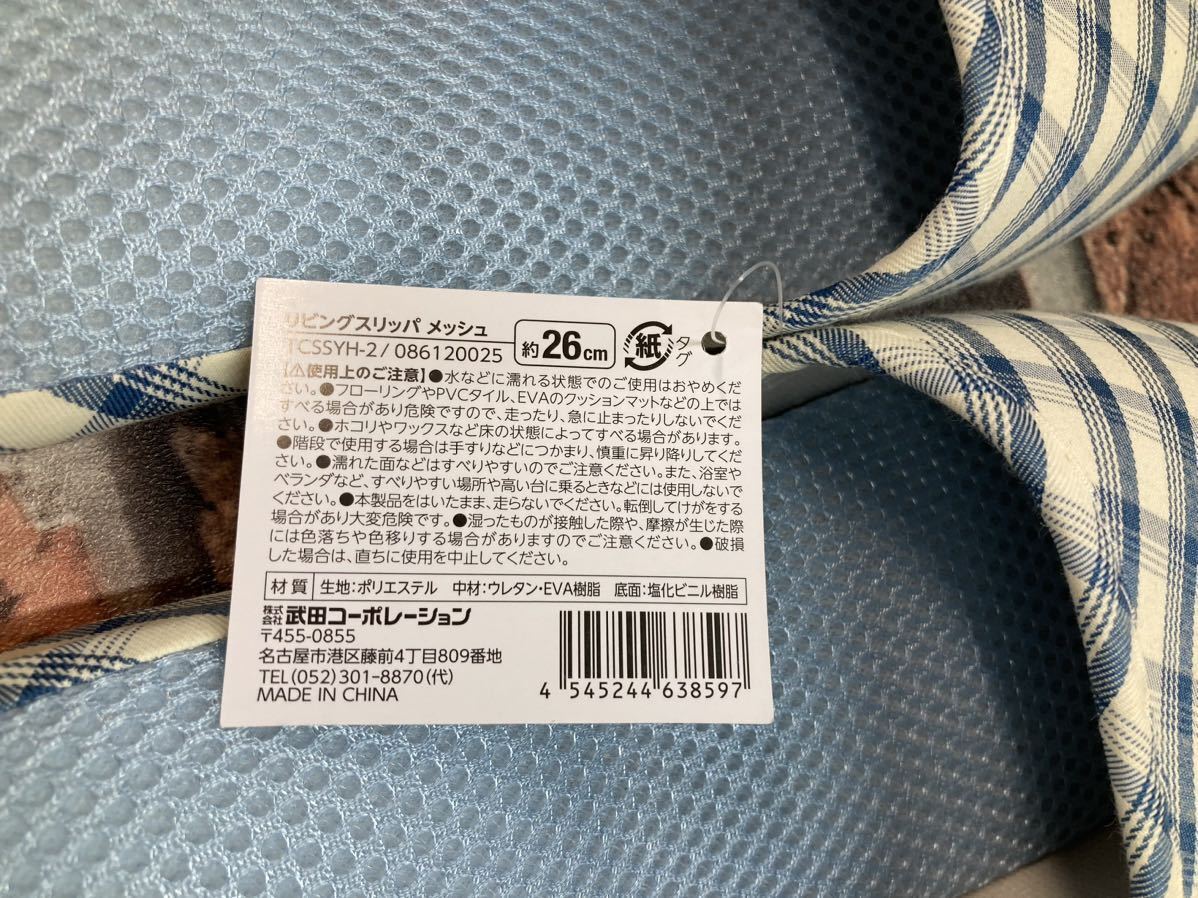 リビングスリッパ メッシュ
TCSSYH-2/086120025
約26cm
紙
タグ
【⚠使用上のご注意】●水などに濡れる状態でのご使用はおやめくだ
さい。●フローリングやPVCタイル、EVAのクッションマットなどの上では
すべる場合があり危険ですので、走ったり、急に止まったりしないでくだ
さい。●ホコリやワックスなど床の状態によってすべる場合があります。
●階段で使用する場合は手すりなどにつかまり、慎重に昇り降りしてくだ
さい。●濡れた面などはすべりやすいのでご注意ください。また、浴室や
ベランダなど、すべりやすい場所や高い台に乗るときなどには使用しないで
ください。●本製品をはいたまま、走らないでください。転倒してけがをする
場合があり大変危険です。●湿ったものが接触した際や、摩擦が生じた際
には色落ちや色移りする場合がありますのでご注意ください。●破損
した場合は、直ちに使用を中止してください。
材質 生地:ポリエステル 中材:ウレタン・EVA樹脂 底面:塩化ビニル樹脂
株式会社 武田コーポレーション
〒455-0855
名古屋市港区藤前4丁目809番地
TEL(052)301-8870(代)
MADE IN CHINA
4 545244 638597